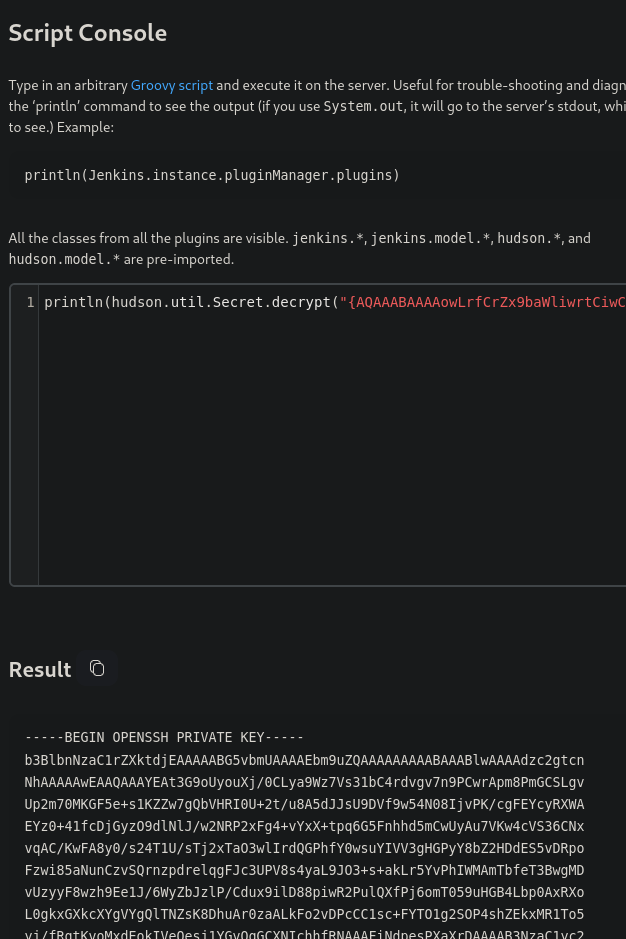 Script Console
Type in an arbitrary Groovy script and execute it on the server. Useful for trouble-shooting and diagn
the ‘println’ command to see the output (if you use System.out, it will go to the server’s stdout, whi
to see.) Example:
println(Jenkins.instance.pluginManager.plugins)
All the classes from all the plugins are visible. jenkins.*, jenkins.model.*, hudson.*, and
hudson.model.* are pre-imported.
1 println(hudson.util.Secret.decrypt("{AQAAABAAAAowLrfCrZx9baWliwrtCiwC
Result
-----BEGIN OPENSSH PRIVATE KEY-----
b3BlbnNzaC1rZXktdjEAAAAABG5vbmUAAAAEbm9uZQAAAAAAAAABAAABlwAAAAdzc2gtcn
NhAAAAAwEAAQAAAYEAt3G9oUyouXj/0CLya9Wz7Vs31bC4rdvgv7n9PCwrApm8PmGCSLgv
Up2m70MKGF5e+s1KZZw7gQbVHRI0U+2t/u8A5dJJsU9DVf9w54N08IjvPK/cgFEYcyRXWA
EYz0+41fcDjGyzO9dlNlJ/w2NRP2xFg4+vYxX+tpq6G5Fnhhd5mCwUyAu7VKw4cVS36CNx
vqAC/KwFA8y0/s24T1U/sTj2xTaO3wlIrdQGPhfY0wsuYIVV3gHGPyY8bZ2HDdES5vDRpo
Fzwi85aNunCzvSQrnzpdrelqgFJc3UPV8s4yaL9JO3+s+akLr5YvPhIWMAmTbfeT3BwgMD
vUzyyF8wzh9Ee1J/6WyZbJzlP/Cdux9ilD88piwR2PulQXfPj6omT059uHGB4Lbp0AxRXo
L0gkxGXkcXYgVYgQlTNZsK8DhuAr0zaALkFo2vDPcCC1sc+FYTO1g2SOP4shZEkxMR1To5
yj/fRqtKvoMxdEokIVeQesj1YGvQqGCXNIchhfRNAAAFiNdpesPXaXrDAAAAB3NzaC1yc2